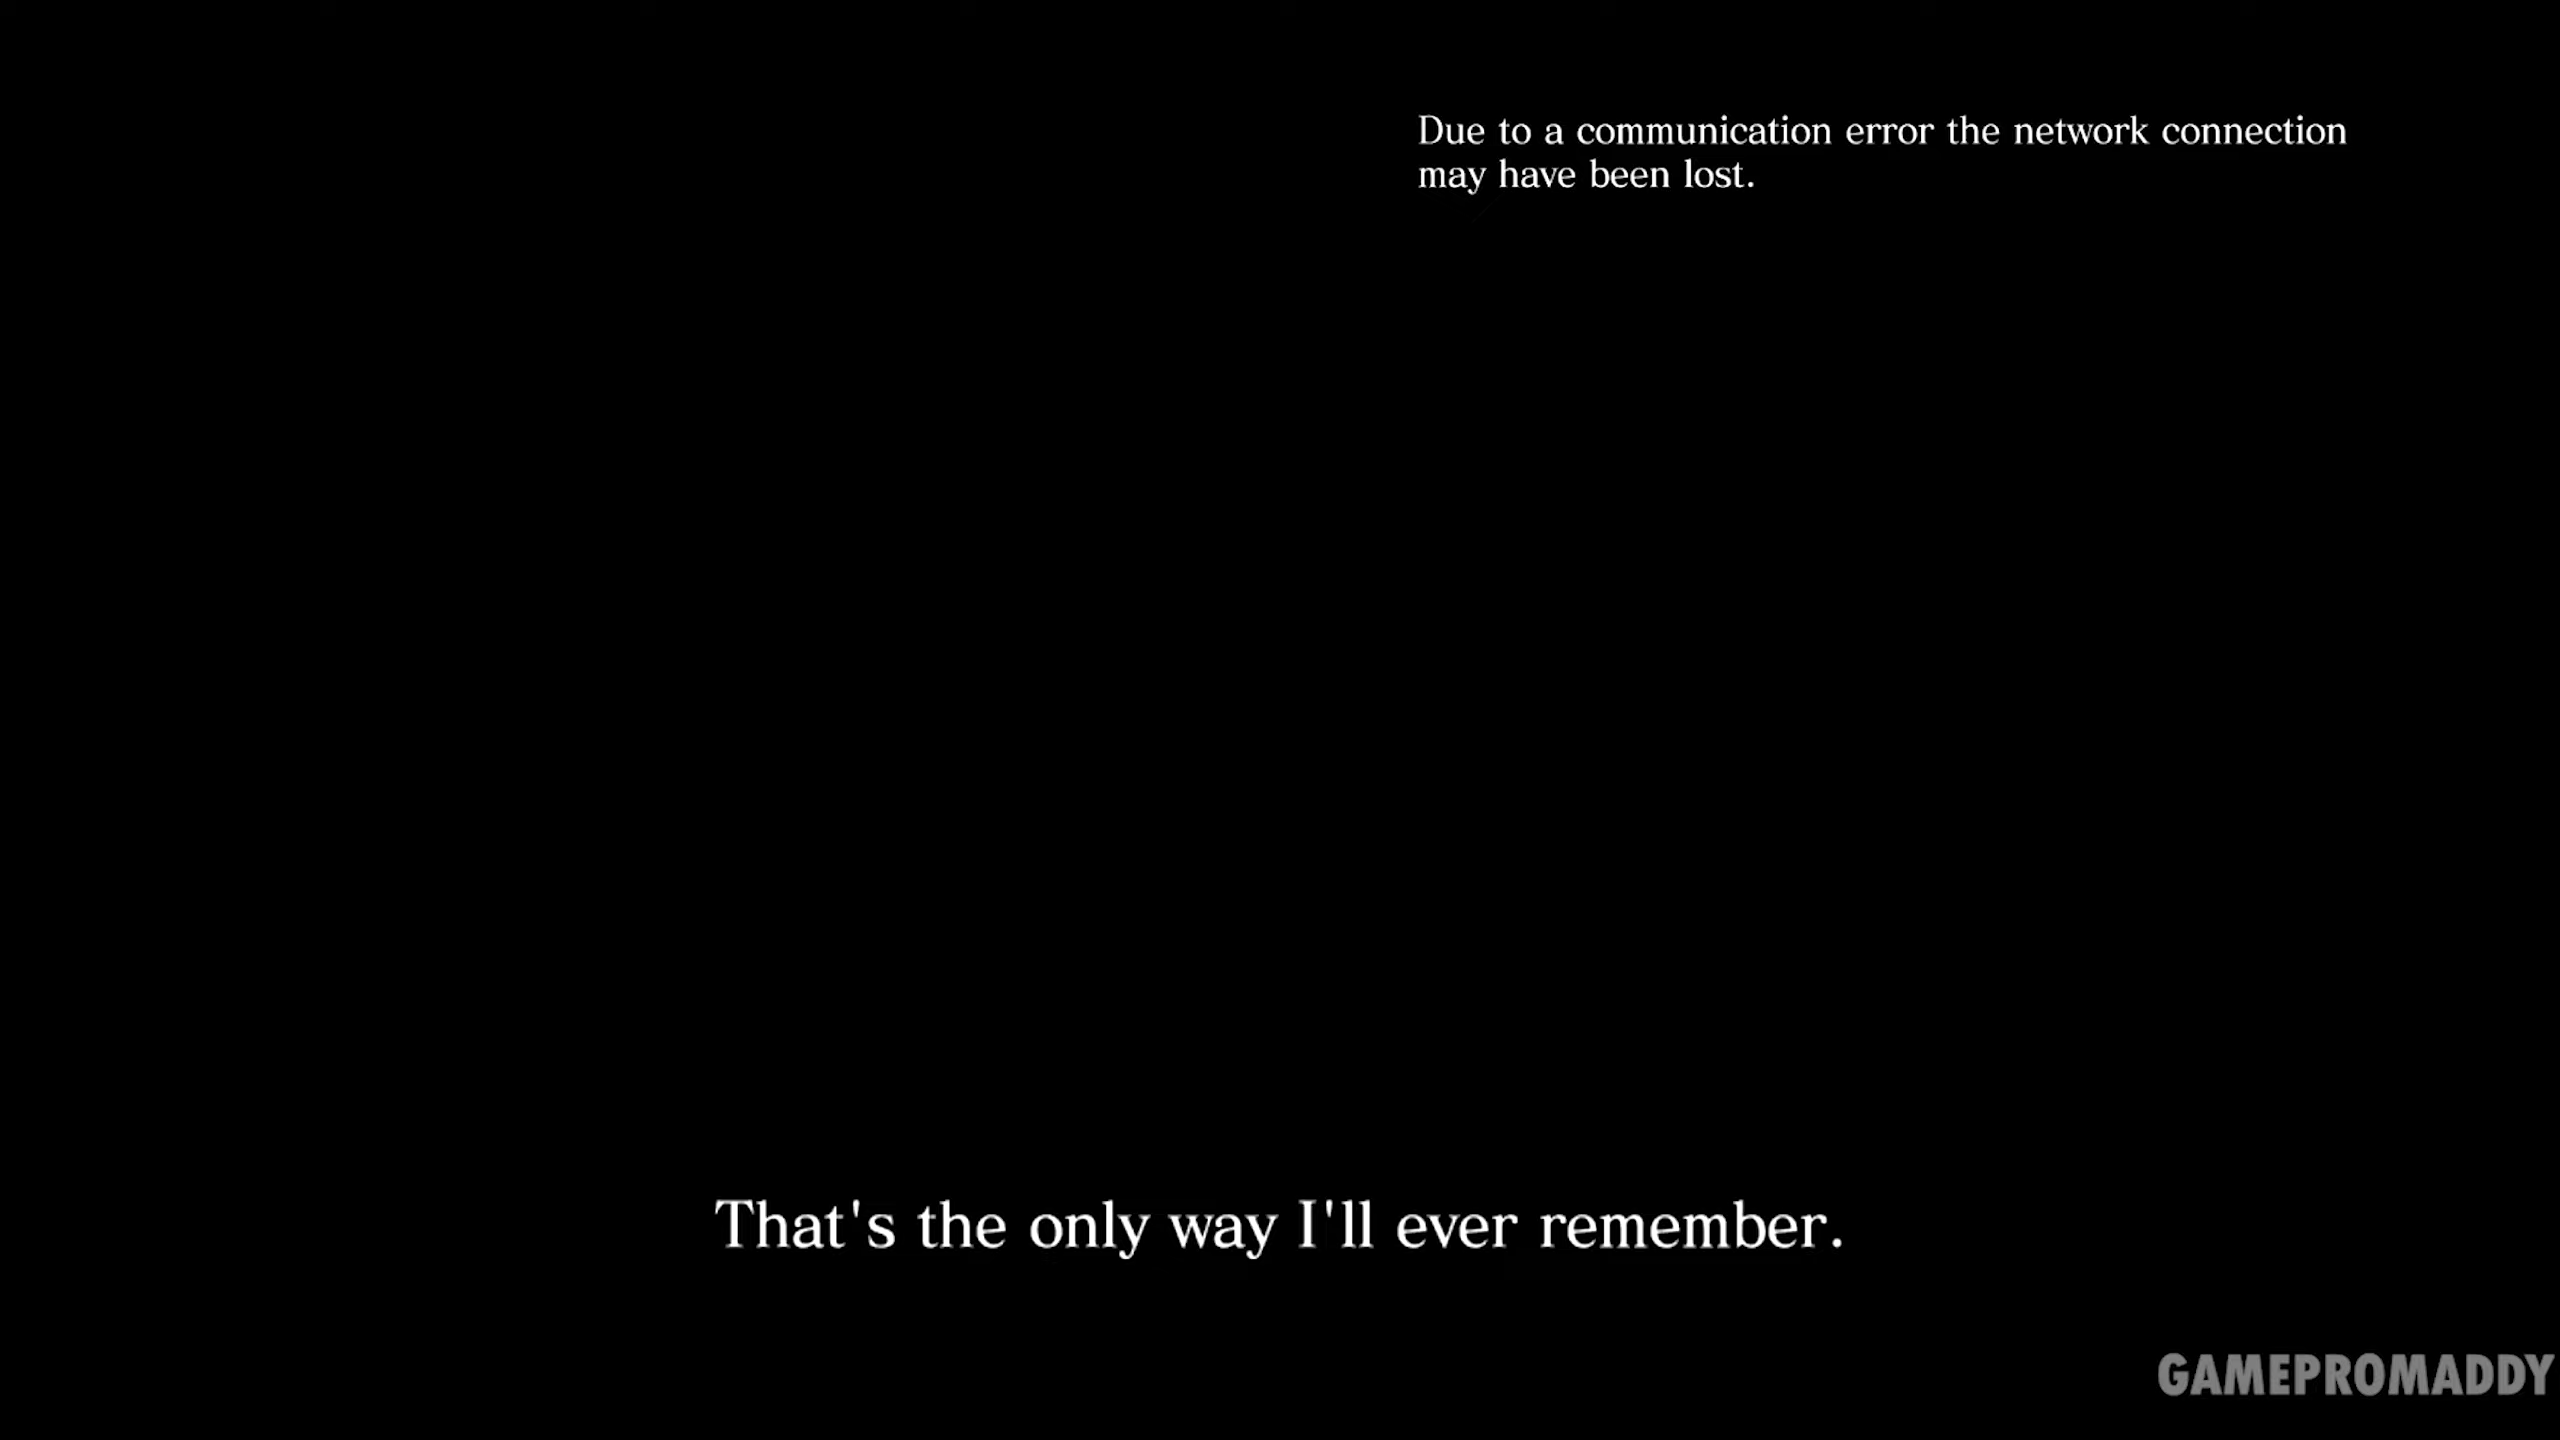 Due to a communication error the network connection
may have been lost.
That's the only way I'll ever remember.
GAMEPROMADDY